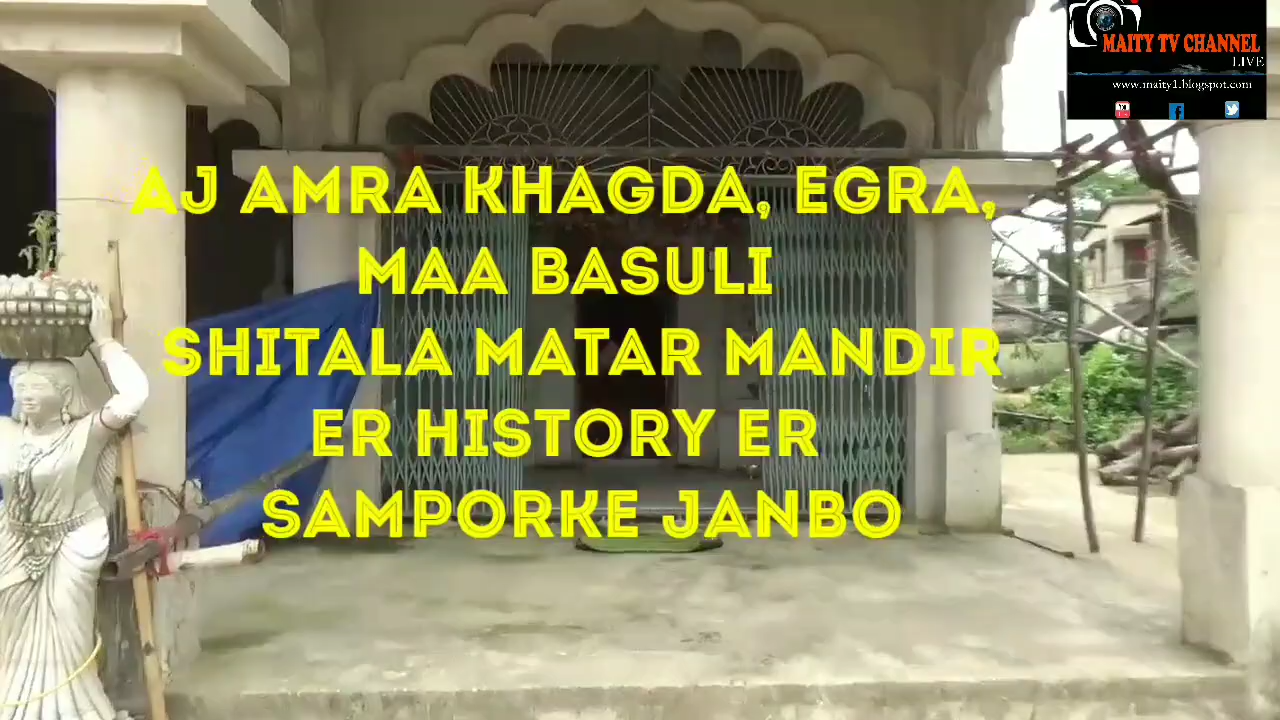 MAITY TV CHANNEL
LIVE
www.maity1.blogspot.com
AJ AMRA KHAGDA, EGRA,
MAA BASULI
SHITALA MATAR MANDIR
ER HISTORY ER
SAMPORKE JANBO